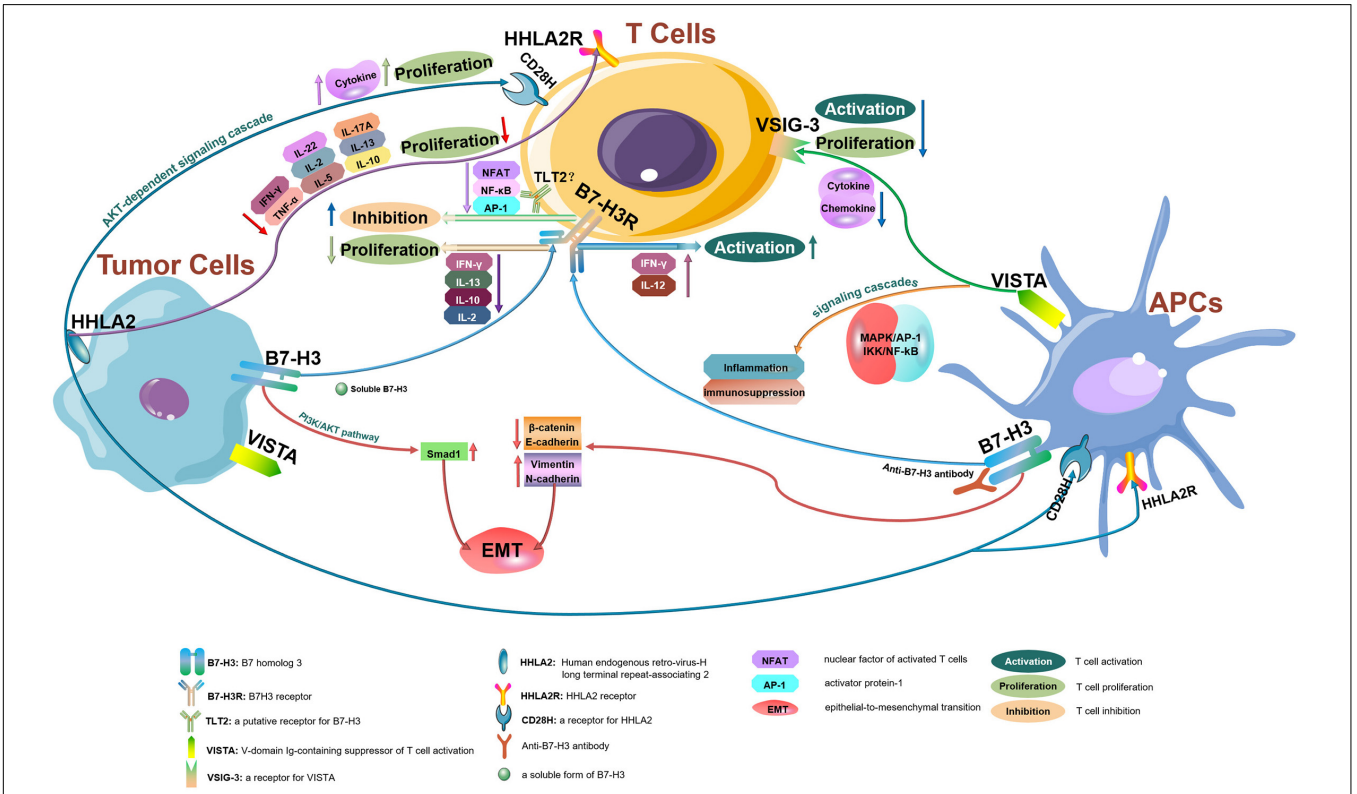 T Cells
HHLA2R
CD28H
Cytokine
Proliferation
AKT-dependent signaling cascade
IL-17A
IL-22
IL-13
IL-2
IL-10
IL-5
IFN-γ
TNF-α
Proliferation
NFAT
NF-κB
AP-1
TLT2?
B7-H3R
Inhibition
Proliferation
IFN-γ
IL-13
IL-10
IL-2
Activation
IFN-γ
IL-12
VSIG-3
Activation
Proliferation
Cytokine
Chemokine
Tumor Cells
HHLA2
B7-H3
Soluble B7-H3
PI3K/AKT pathway
VISTA
Smad1
β-catenin
E-cadherin
Vimentin
N-cadherin
EMT
signaling cascades
MAPK/AP-1
IKK/NF-kB
Inflammation
immunosuppression
VISTA
APCs
B7-H3
Anti-B7-H3 antibody
CD28H
HHLA2R
B7-H3: B7 homolog 3
B7-H3R: B7H3 receptor
TLT2: a putative receptor for B7-H3
VISTA: V-domain Ig-containing suppressor of T cell activation
VSIG-3: a receptor for VISTA
HHLA2: Human endogenous retro-virus-H
long terminal repeat-associating 2
HHLA2R: HHLA2 receptor
CD28H: a receptor for HHLA2
Anti-B7-H3 antibody
a soluble form of B7-H3
NFAT nuclear factor of activated T cells
AP-1 activator protein-1
EMT epithelial-to-mesenchymal transition
Activation T cell activation
Proliferation T cell proliferation
Inhibition T cell inhibition